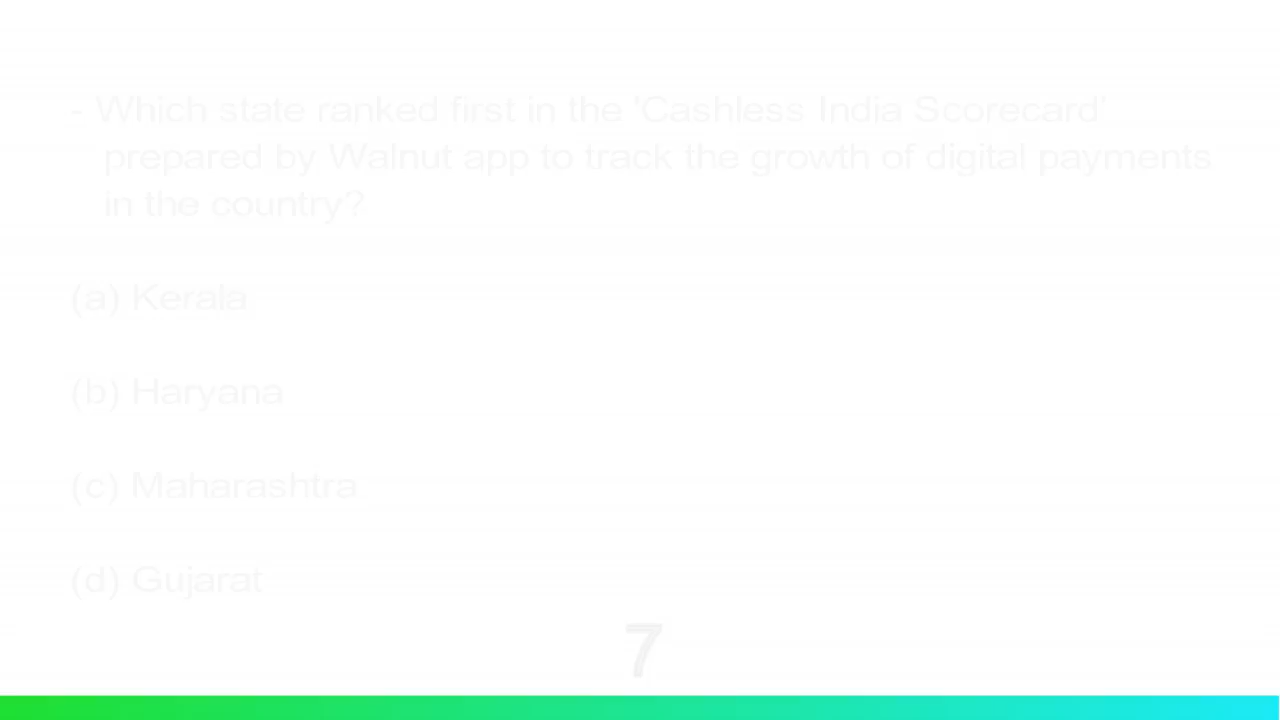 - Which state ranked first in the 'Cashless India Scorecard'
prepared by Walnut app to track the growth of digital payments
in the country?
(a) Kerala
(b) Haryana
(c) Maharashtra
(d) Gujarat
7